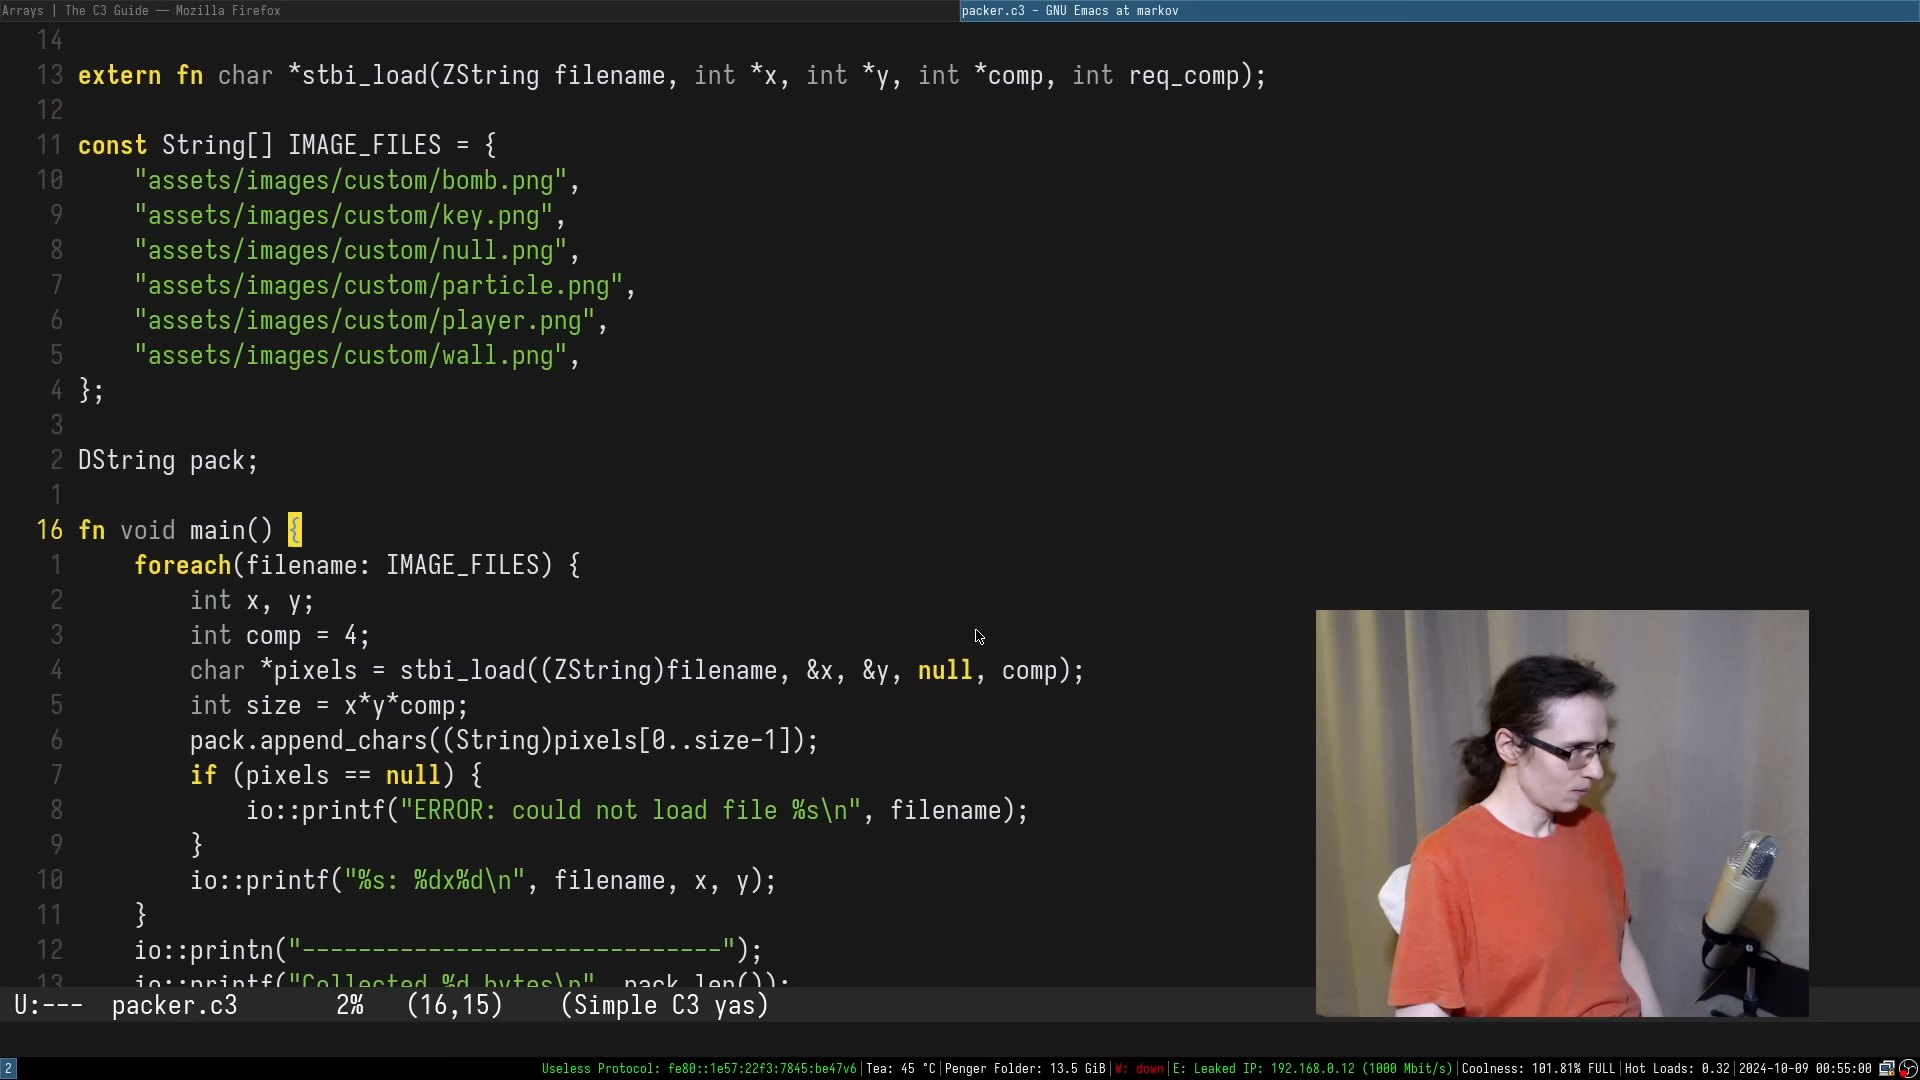 Arrays | The C3 Guide — Mozilla Firefox
packer.c3 - GNU Emacs at markov
14
13 extern fn char *stbi_load(ZString filename, int *x, int *y, int *comp, int req_comp);
12
11 const String[] IMAGE_FILES = {
10     "assets/images/custom/bomb.png",
9     "assets/images/custom/key.png",
8     "assets/images/custom/null.png",
7     "assets/images/custom/particle.png",
6     "assets/images/custom/player.png",
5     "assets/images/custom/wall.png",
4 };
3
2 DString pack;
1
16 fn void main() {
1     foreach(filename: IMAGE_FILES) {
2         int x, y;
3         int comp = 4;
4         char *pixels = stbi_load((ZString)filename, &x, &y, null, comp);
5         int size = x*y*comp;
6         pack.append_chars((String)pixels[0..size-1]);
7         if (pixels == null) {
8             io::printf("ERROR: could not load file %s\n", filename);
9         }
10         io::printf("%s: %dx%d\n", filename, x, y);
11     }
12     io::printn("------------------------------");
13     io::printf("Collected %d bytes\n", pack.len());
U:--- packer.c3 2% (16,15) (Simple C3 yas)
2 Useless Protocol: fe80::1e57:22f3:7845:be47v6|Tea: 45 °C|Penger Folder: 13.5 GiB|W: down|E: Leaked IP: 192.168.0.12 (1000 Mbit/s)|Coolness: 101.81% FULL|Hot Loads: 0.32|2024-10-09 00:55:00